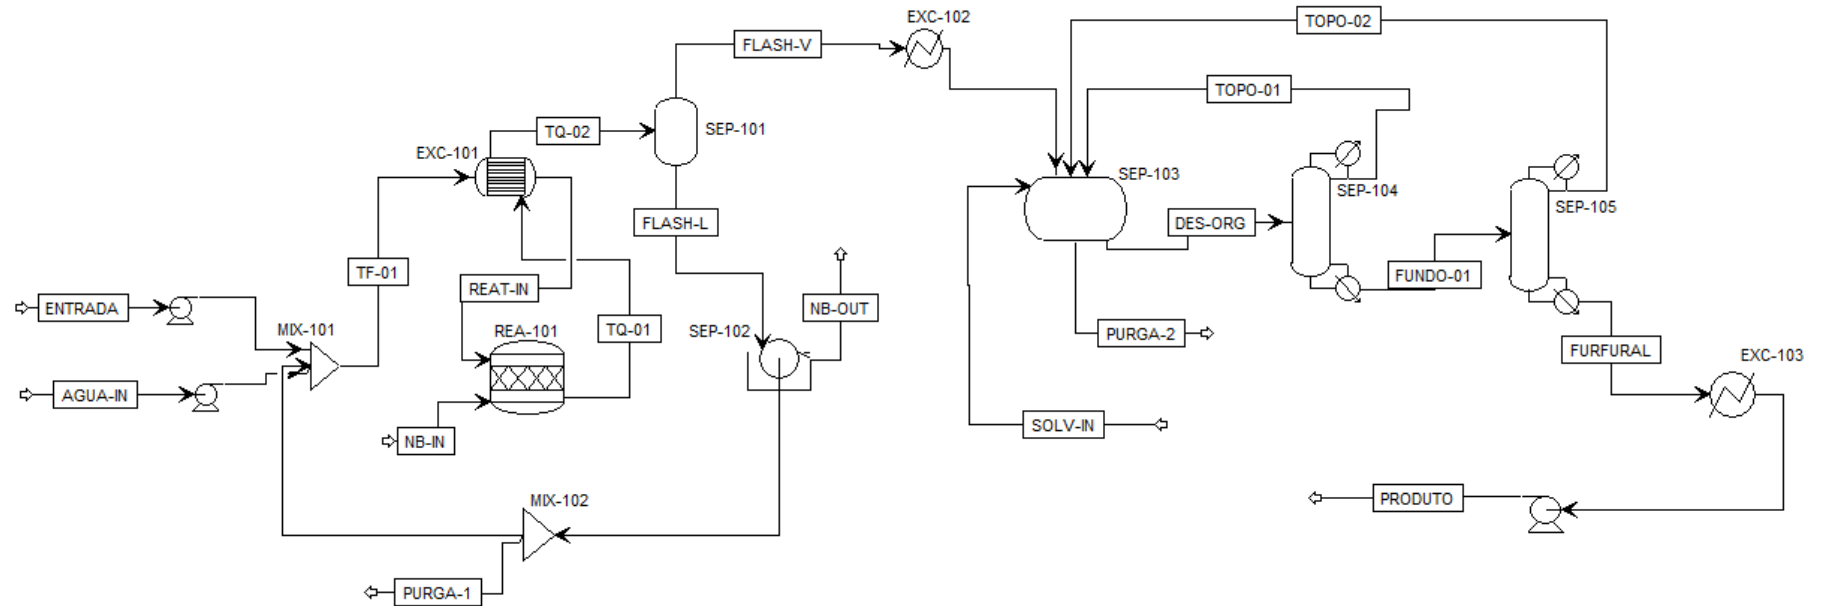 EXC-102
TOPO-02
FLASH-V
TOPO-01
TQ-02
SEP-101
EXC-101
SEP-103
SEP-104
SEP-105
FLASH-L
DES-ORG
TF-01
FUNDO-01
REAT-IN
ENTRADA
NB-OUT
MIX-101
REA-101
TQ-01
SEP-102
PURGA-2
FURFURAL
EXC-103
AGUA-IN
SOLV-IN
NB-IN
MIX-102
PRODUTO
PURGA-1